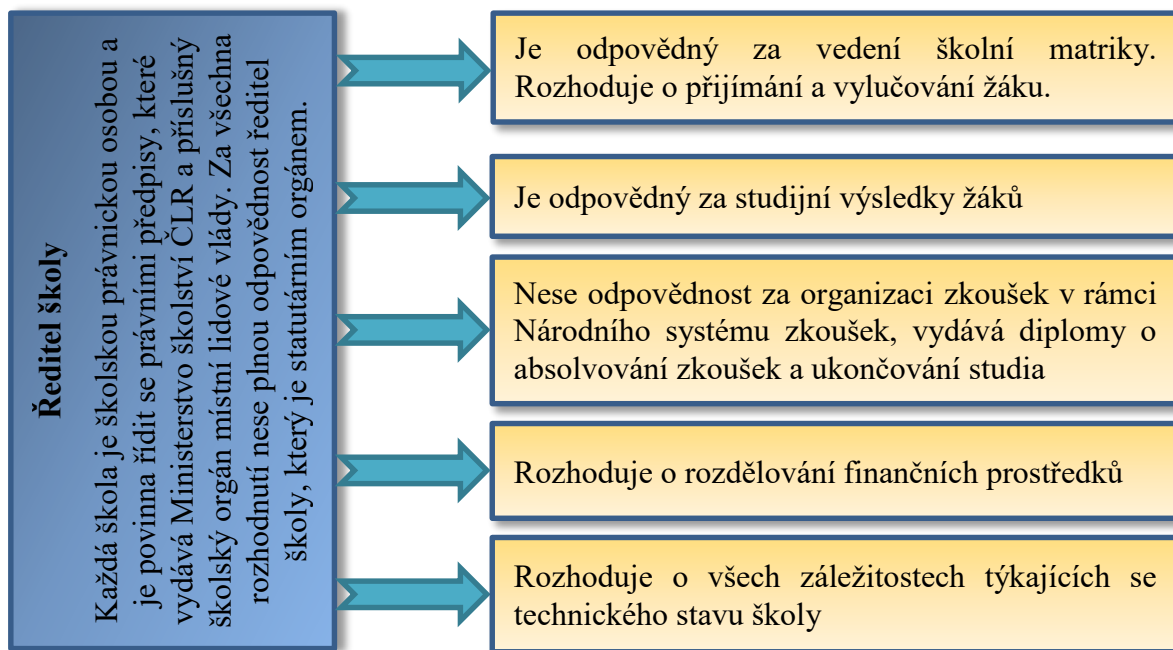 Ředitel školy
Každá škola je školskou právnickou osobou a
je povinna řídit se právními předpisy, které
vydává Ministerstvo školství ČLR a příslušný
školský orgán místní lidové vlády. Za všechna
rozhodnutí nese plnou odpovědnost ředitel
školy, který je statutárním orgánem.
Je odpovědný za vedení školní matriky.
Rozhoduje o přijímání a vylučování žáku.
Je odpovědný za studijní výsledky žáků
Nese odpovědnost za organizaci zkoušek v rámci
Národního systému zkoušek, vydává diplomy o
absolvování zkoušek a ukončování studia
Rozhoduje o rozdělování finančních prostředků
Rozhoduje o všech záležitostech týkajících se
technického stavu školy